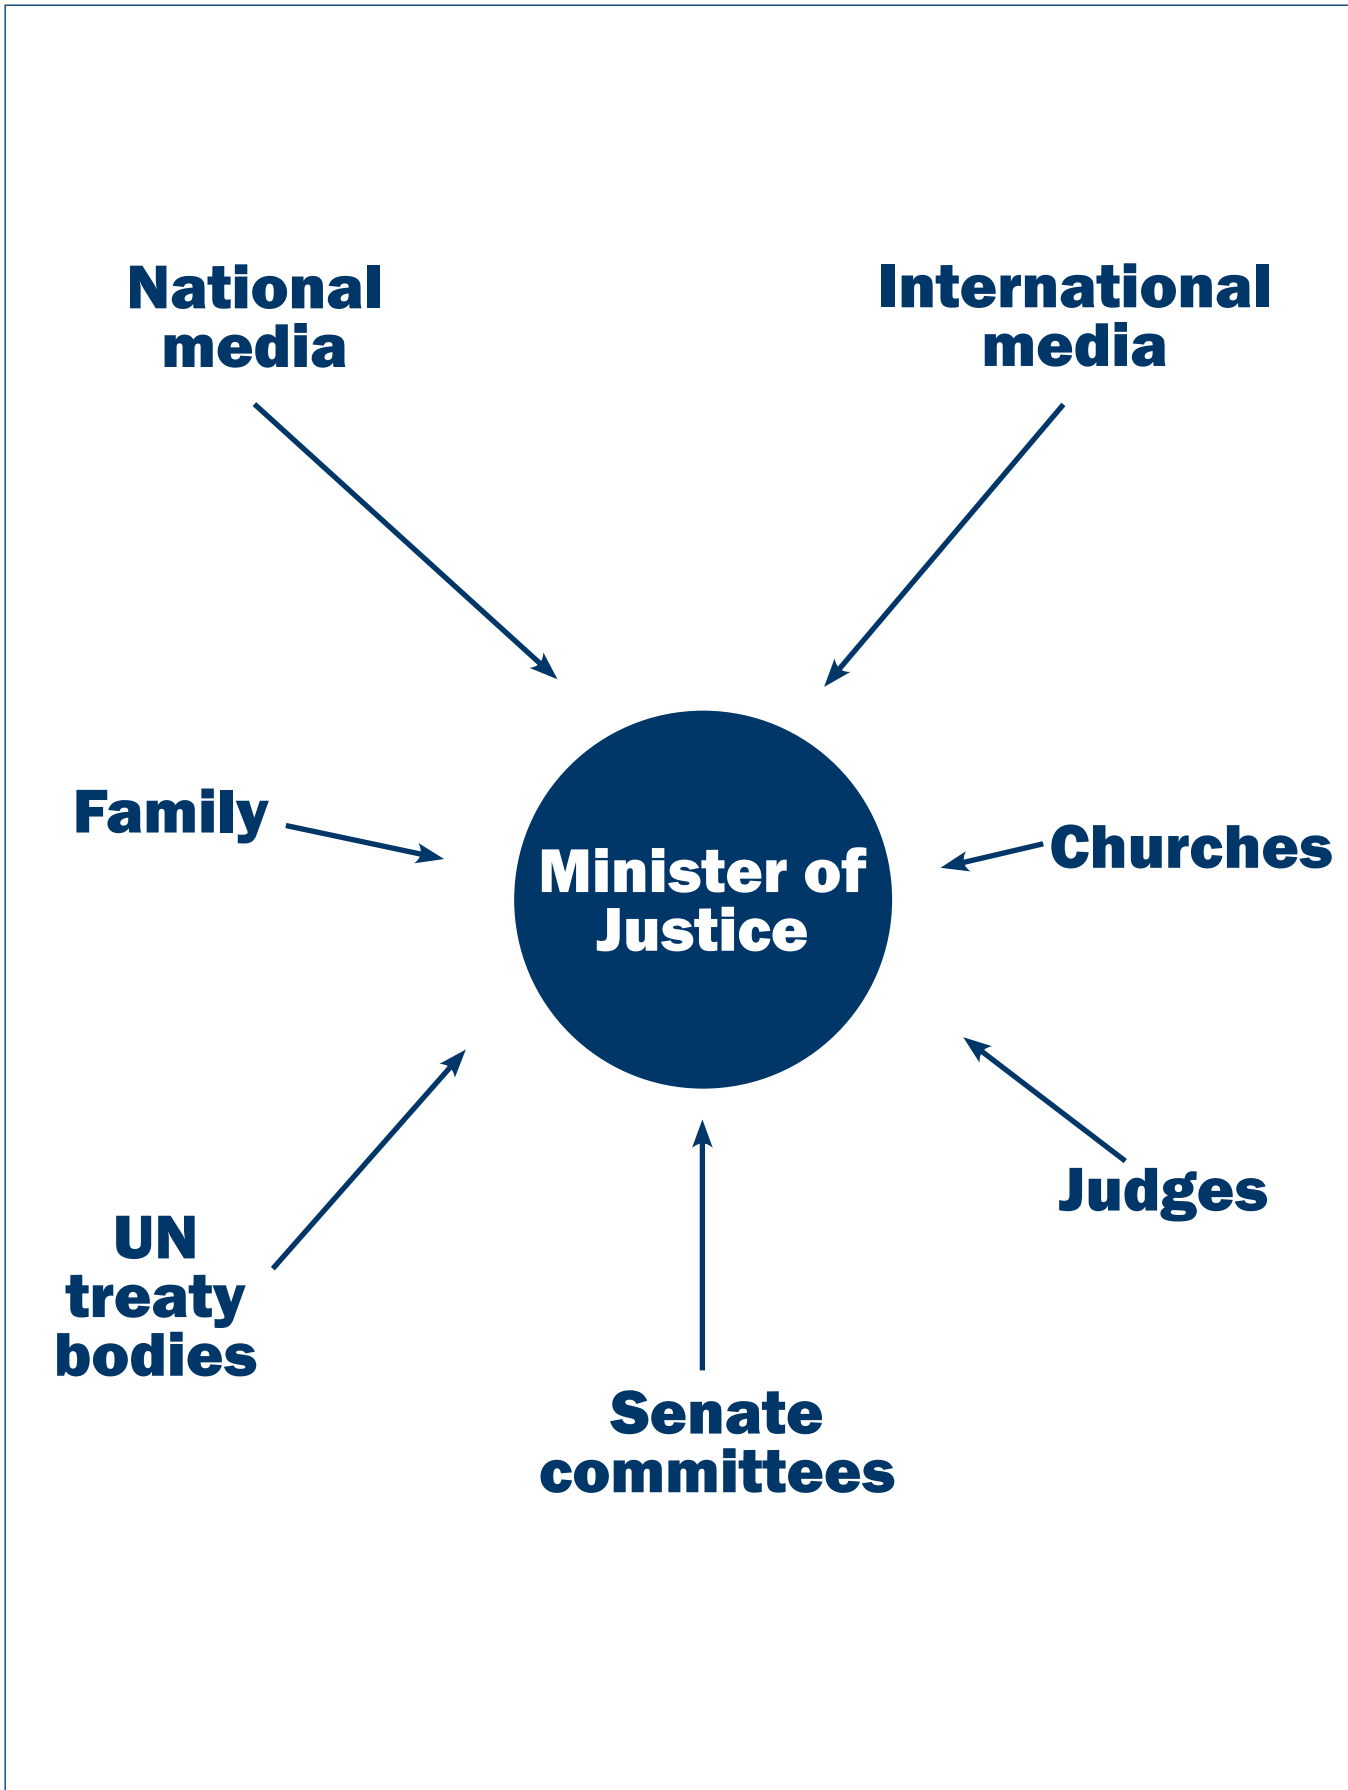 National
media
International
media
Family
Minister of
Justice
Churches
Judges
UN
treaty
bodies
Senate
committees